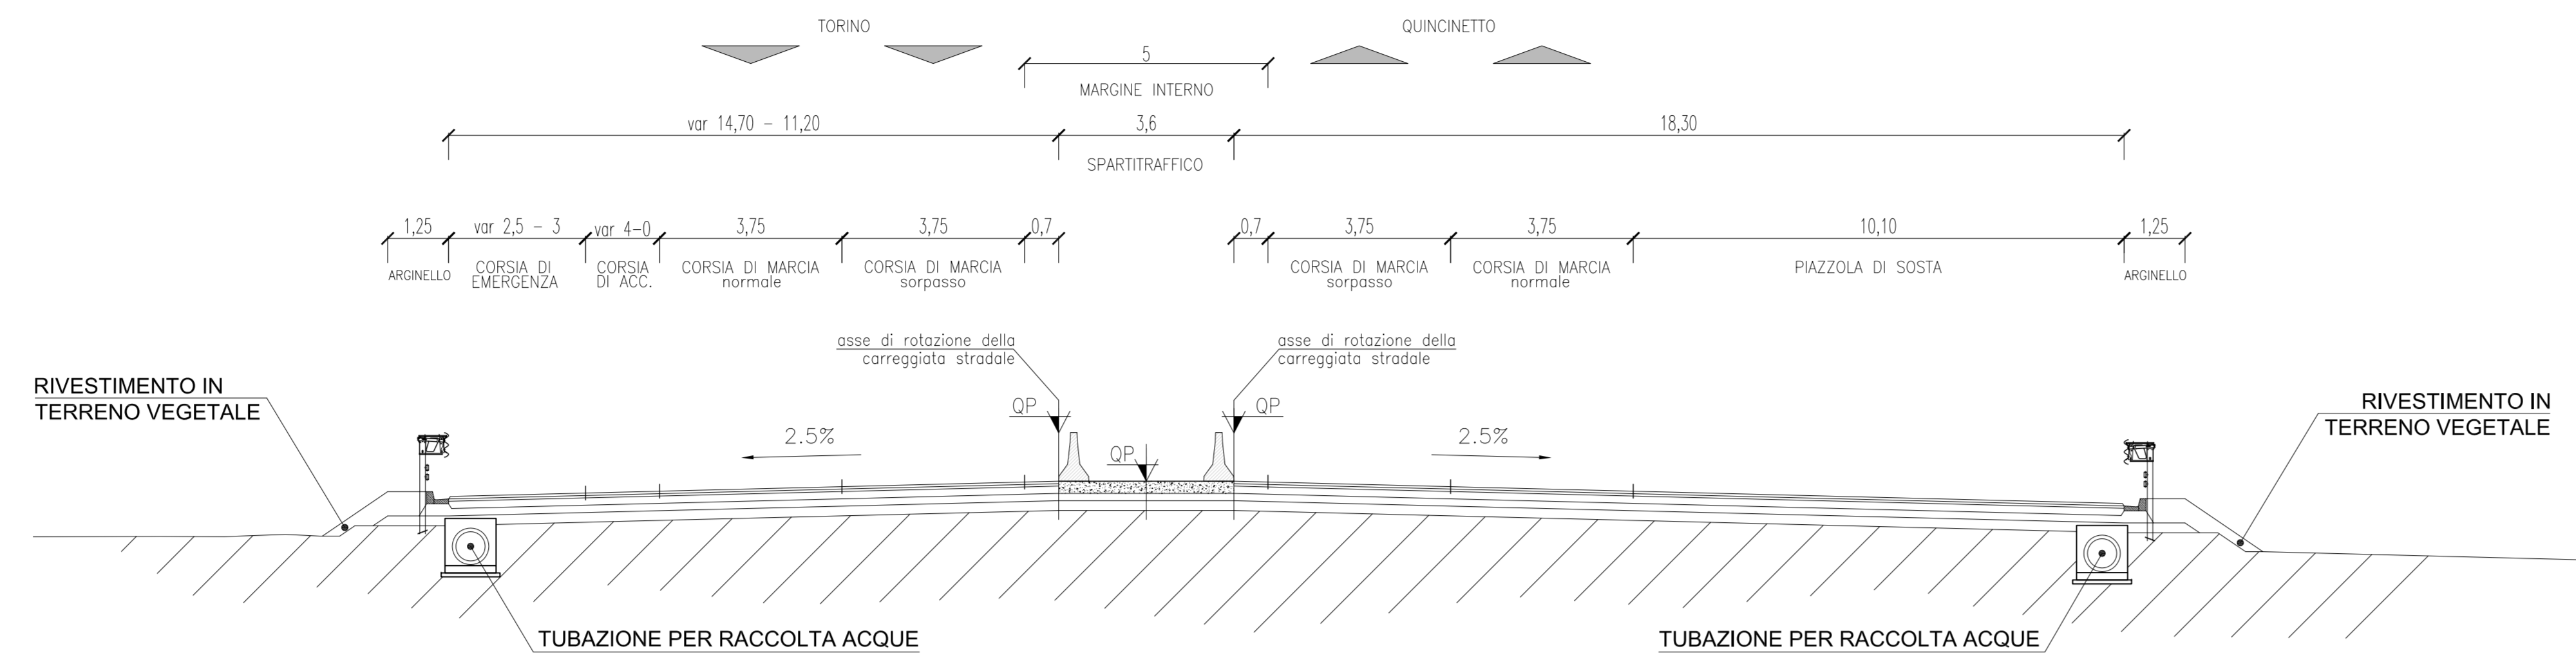 TORINO
QUINCINETTO
5
MARGINE INTERNO
var 14,70 - 11,20
3,6
18,30
SPARTITRAFFICO
1,25
var 2,5 - 3
var 4-0
3,75
3,75
0,7
0,7
3,75
3,75
10,10
1,25
ARGINELLO
CORSIA DI
EMERGENZA
CORSIA
DI ACC.
CORSIA DI MARCIA
normale
CORSIA DI MARCIA
sorpasso
CORSIA DI MARCIA
sorpasso
CORSIA DI MARCIA
normale
PIAZZOLA DI SOSTA
ARGINELLO
asse di rotazione della
carreggiata stradale
asse di rotazione della
carreggiata stradale
RIVESTIMENTO IN
TERRENO VEGETALE
RIVESTIMENTO IN
TERRENO VEGETALE
QP
QP
2.5%
QP
2.5%
TUBAZIONE PER RACCOLTA ACQUE
TUBAZIONE PER RACCOLTA ACQUE